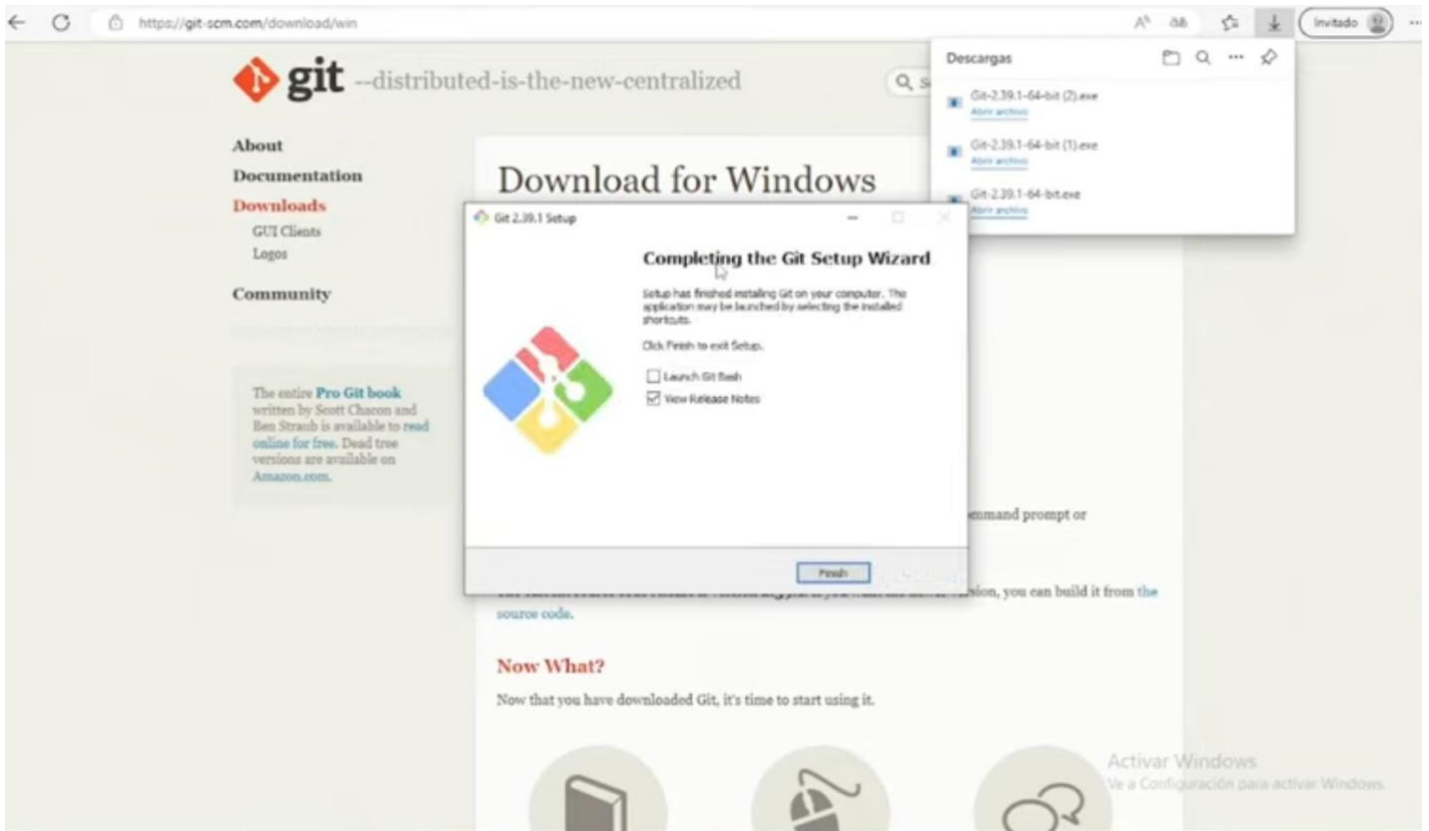 https://git-scm.com/download/win
Invitado
git --distributed-is-the-new-centralized
Descargas
Git-2.39.1-64-bit (2).exe
Abrir archivo
Git-2.39.1-64-bit (1).exe
Abrir archivo
Git-2.39.1-64-bit.exe
Abrir archivo
About
Documentation
Downloads
GUI Clients
Logos
Community
The entire Pro Git book
written by Scott Chacon and
Ben Straub is available to read
online for free. Dead tree
versions are available on
Amazon.com.
Download for Windows
Git 2.39.1 Setup
Completing the Git Setup Wizard
Setup has finished installing Git on your computer. The
application may be launched by selecting the installed
shortcuts.
Click Finish to exit Setup.
Launch Git Bash
View Release Notes
Finish
prompt or
you can build it from the
source code.
Now What?
Now that you have downloaded Git, it's time to start using it.
Activar Windows
Ve a Configuración para activar Windows.